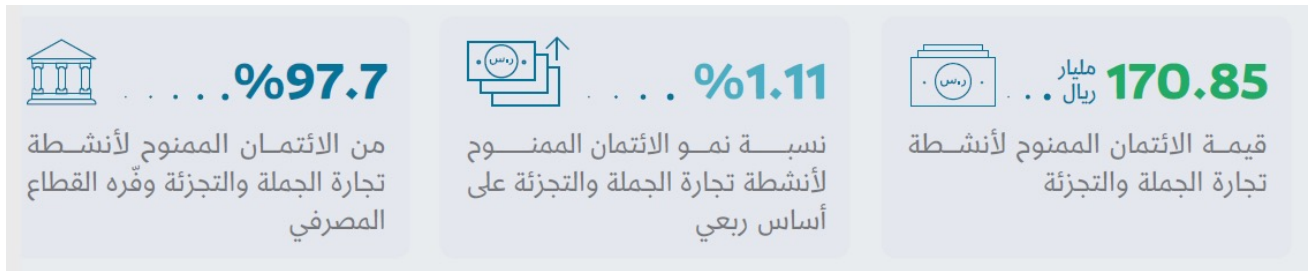 170.85 مليار ريال
قيمة الائتمان الممنوح لأنشطة
تجارة الجملة والتجزئة
%1.11
ر.س
نسبة نمو الائتمان الممنوح
لأنشطة تجارة الجملة والتجزئة على
أساس ربعي
%97.7
من الائتمان الممنوح لأنشطة
تجارة الجملة والتجزئة وفّره القطاع
المصرفي
ر.س